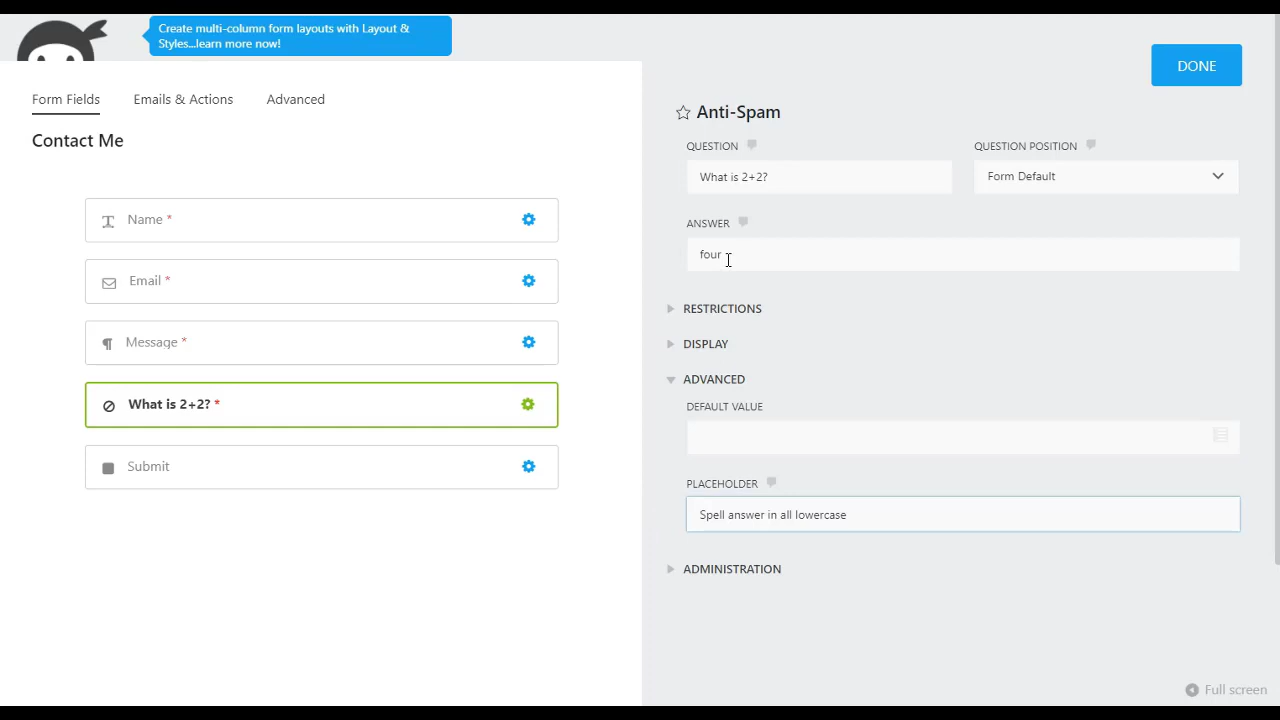 Create multi-column form layouts with Layout &
Styles...learn more now!
DONE
Form Fields
Emails & Actions
Advanced
Contact Me
Name *
Email *
Message *
What is 2+2? *
Submit
Anti-Spam
QUESTION
QUESTION POSITION
What is 2+2?
Form Default
ANSWER
four
RESTRICTIONS
DISPLAY
ADVANCED
DEFAULT VALUE
PLACEHOLDER
Spell answer in all lowercase
ADMINISTRATION
Full screen